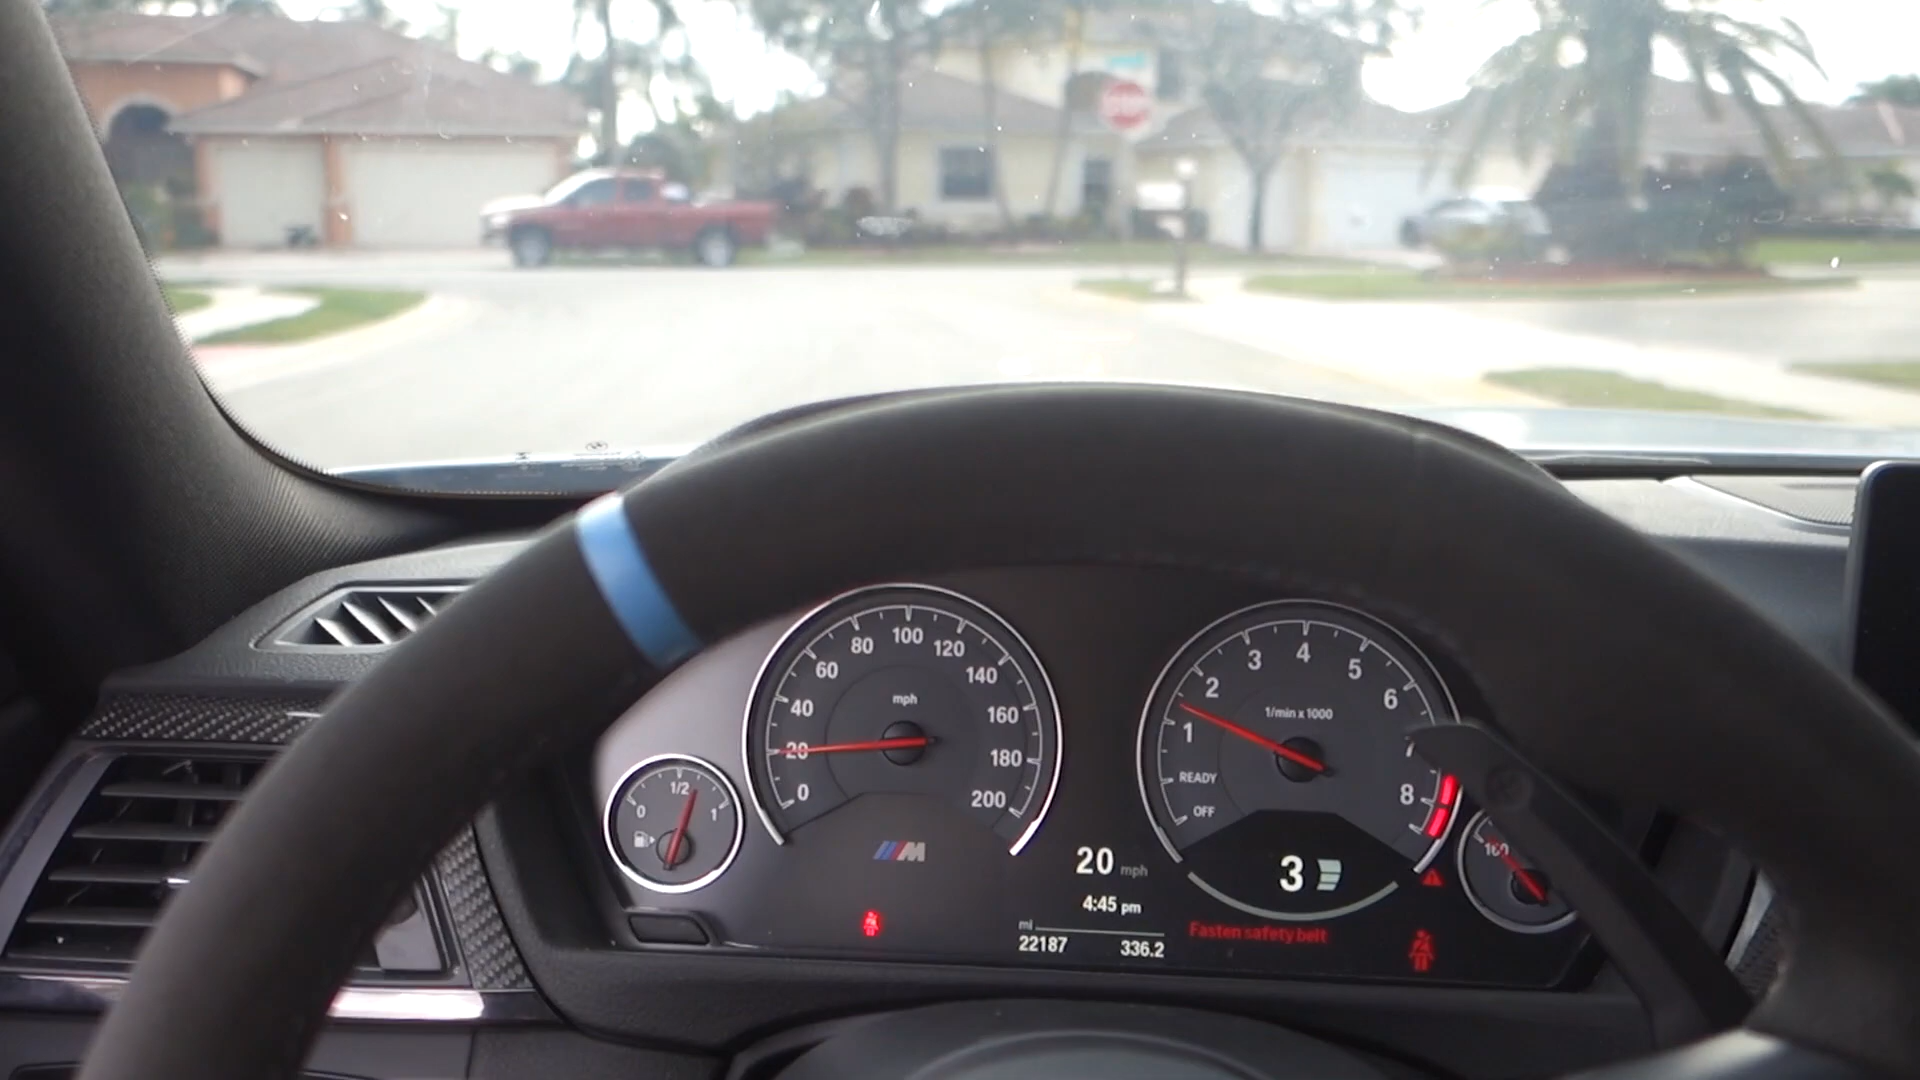 100
80
120
60
140
40
mph
160
20
180
0
200
1/2
0
1
M
20 mph
4:45 pm
mi
22187 336.2
4
3
5
2
6
1/min x 1000
1
7
READY
8
OFF
3
Fasten safety belt
160